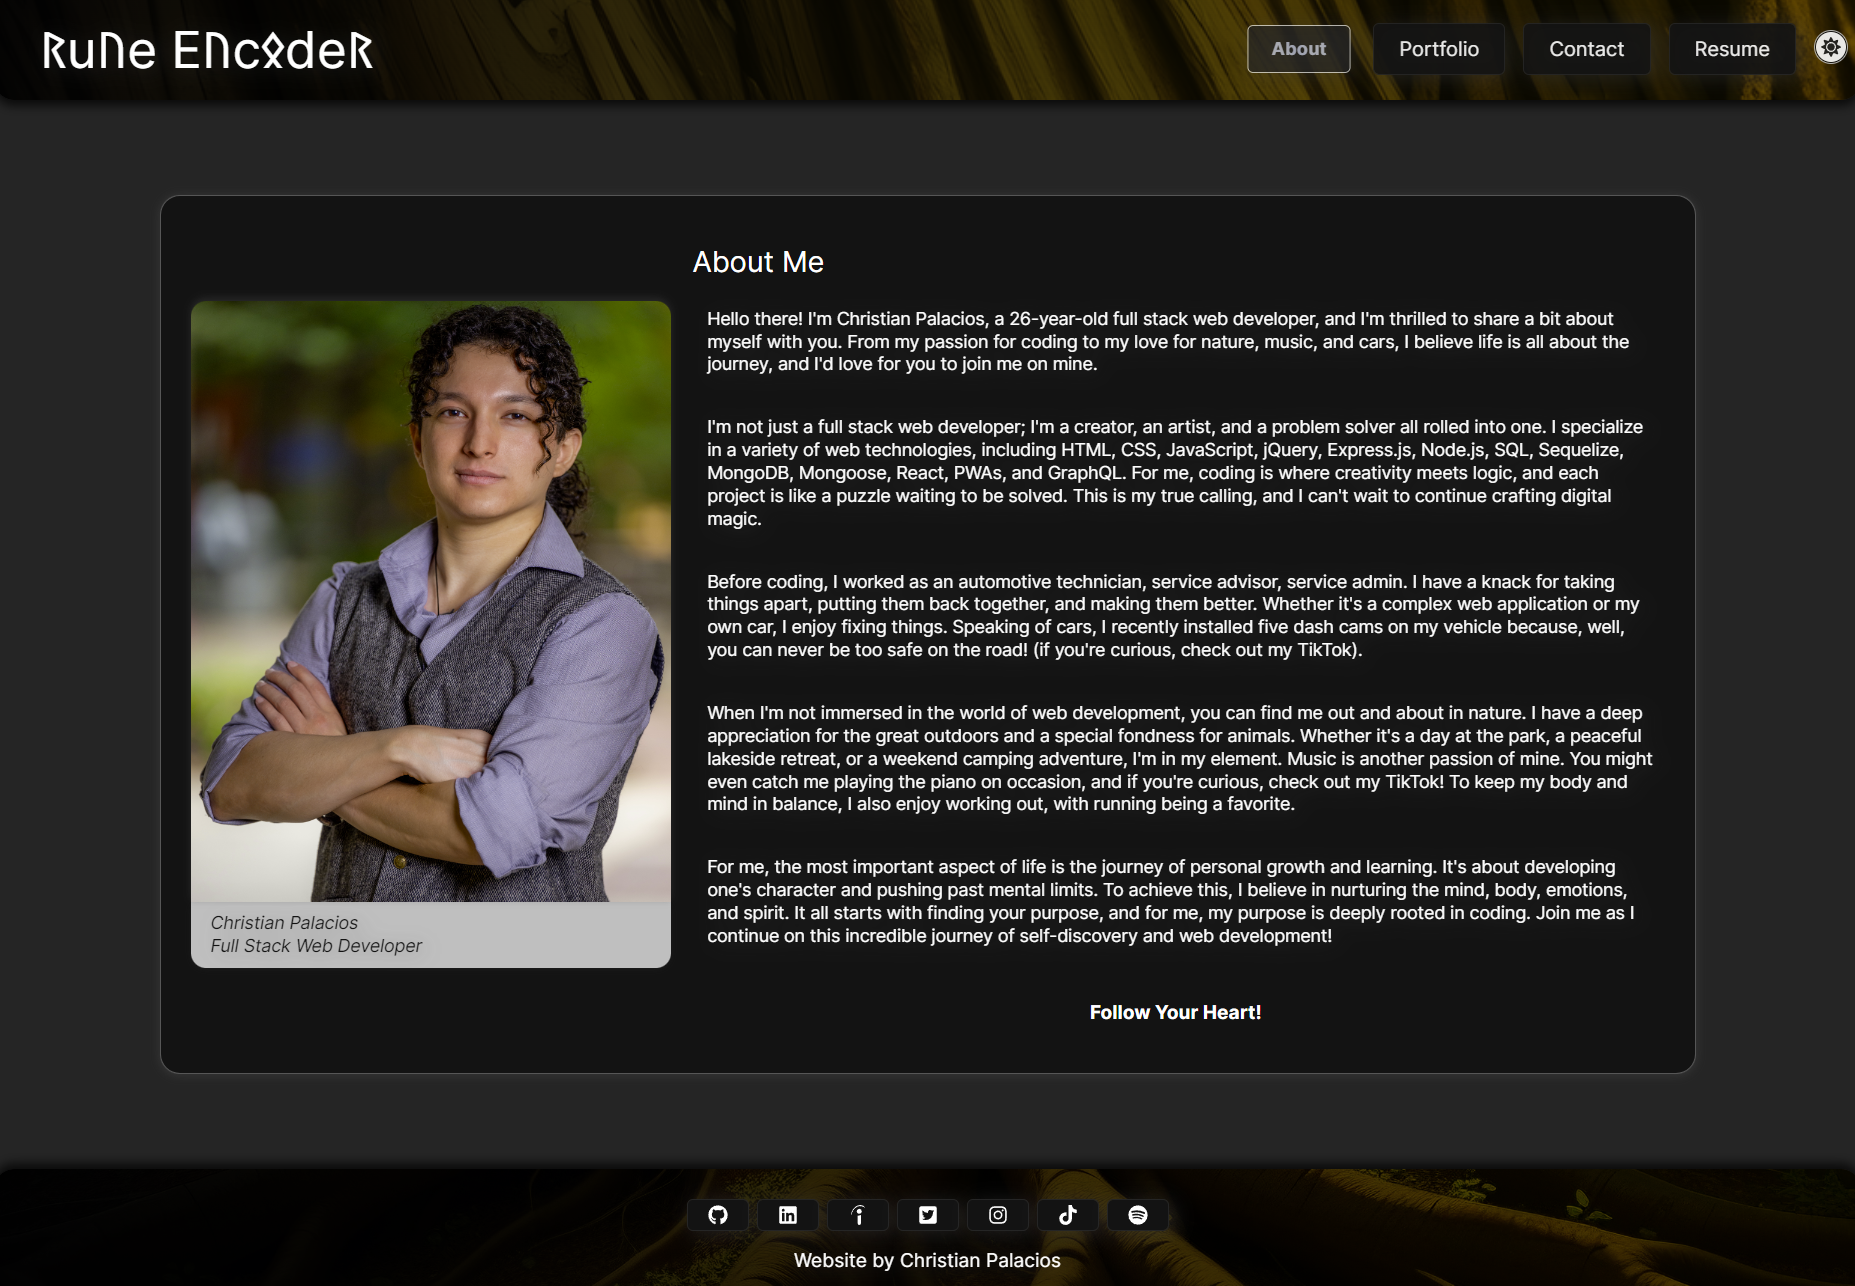 RuNe EncodeR
About
Portfolio
Contact
Resume
About Me
Hello there! I'm Christian Palacios, a 26-year-old full stack web developer, and I'm thrilled to share a bit about
myself with you. From my passion for coding to my love for nature, music, and cars, I believe life is all about the
journey, and I'd love for you to join me on mine.
I'm not just a full stack web developer; I'm a creator, an artist, and a problem solver all rolled into one. I specialize
in a variety of web technologies, including HTML, CSS, JavaScript, jQuery, Express.js, Node.js, SQL, Sequelize,
MongoDB, Mongoose, React, PWAs, and GraphQL. For me, coding is where creativity meets logic, and each
project is like a puzzle waiting to be solved. This is my true calling, and I can't wait to continue crafting digital
magic.
Before coding, I worked as an automotive technician, service advisor, service admin. I have a knack for taking
things apart, putting them back together, and making them better. Whether it's a complex web application or my
own car, I enjoy fixing things. Speaking of cars, I recently installed five dash cams on my vehicle because, well,
you can never be too safe on the road! (if you're curious, check out my TikTok).
When I'm not immersed in the world of web development, you can find me out and about in nature. I have a deep
appreciation for the great outdoors and a special fondness for animals. Whether it's a day at the park, a peaceful
lakeside retreat, or a weekend camping adventure, I'm in my element. Music is another passion of mine. You might
even catch me playing the piano on occasion, and if you're curious, check out my TikTok! To keep my body and
mind in balance, I also enjoy working out, with running being a favorite.
For me, the most important aspect of life is the journey of personal growth and learning. It's about developing
one's character and pushing past mental limits. To achieve this, I believe in nurturing the mind, body, emotions,
and spirit. It all starts with finding your purpose, and for me, my purpose is deeply rooted in coding. Join me as I
continue on this incredible journey of self-discovery and web development!
Follow Your Heart!
Christian Palacios
Full Stack Web Developer
Website by Christian Palacios